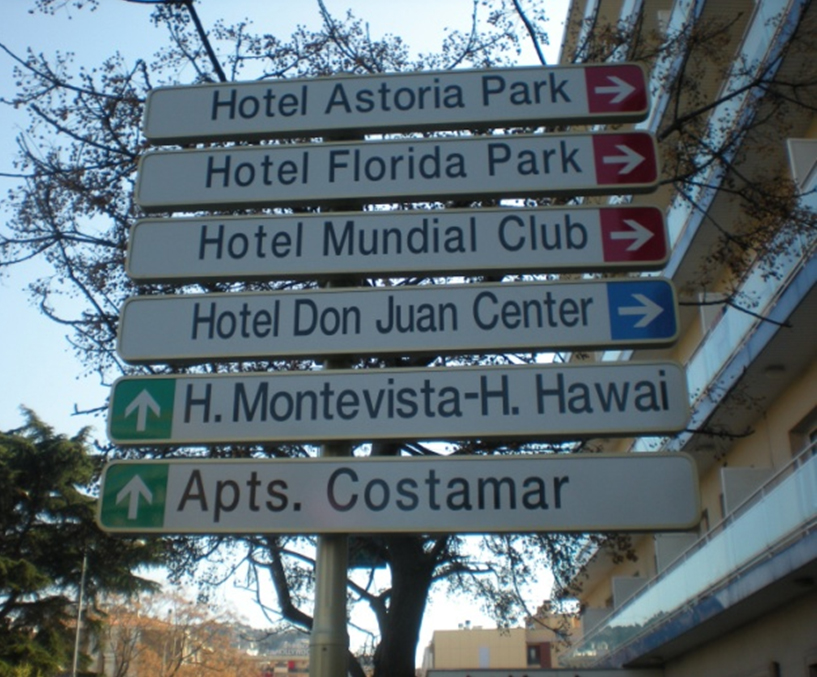 Hotel Astoria Park
Hotel Florida Park
Hotel Mundial Club
Hotel Don Juan Center
H. Montevista-H. Hawai
Apts. Costamar